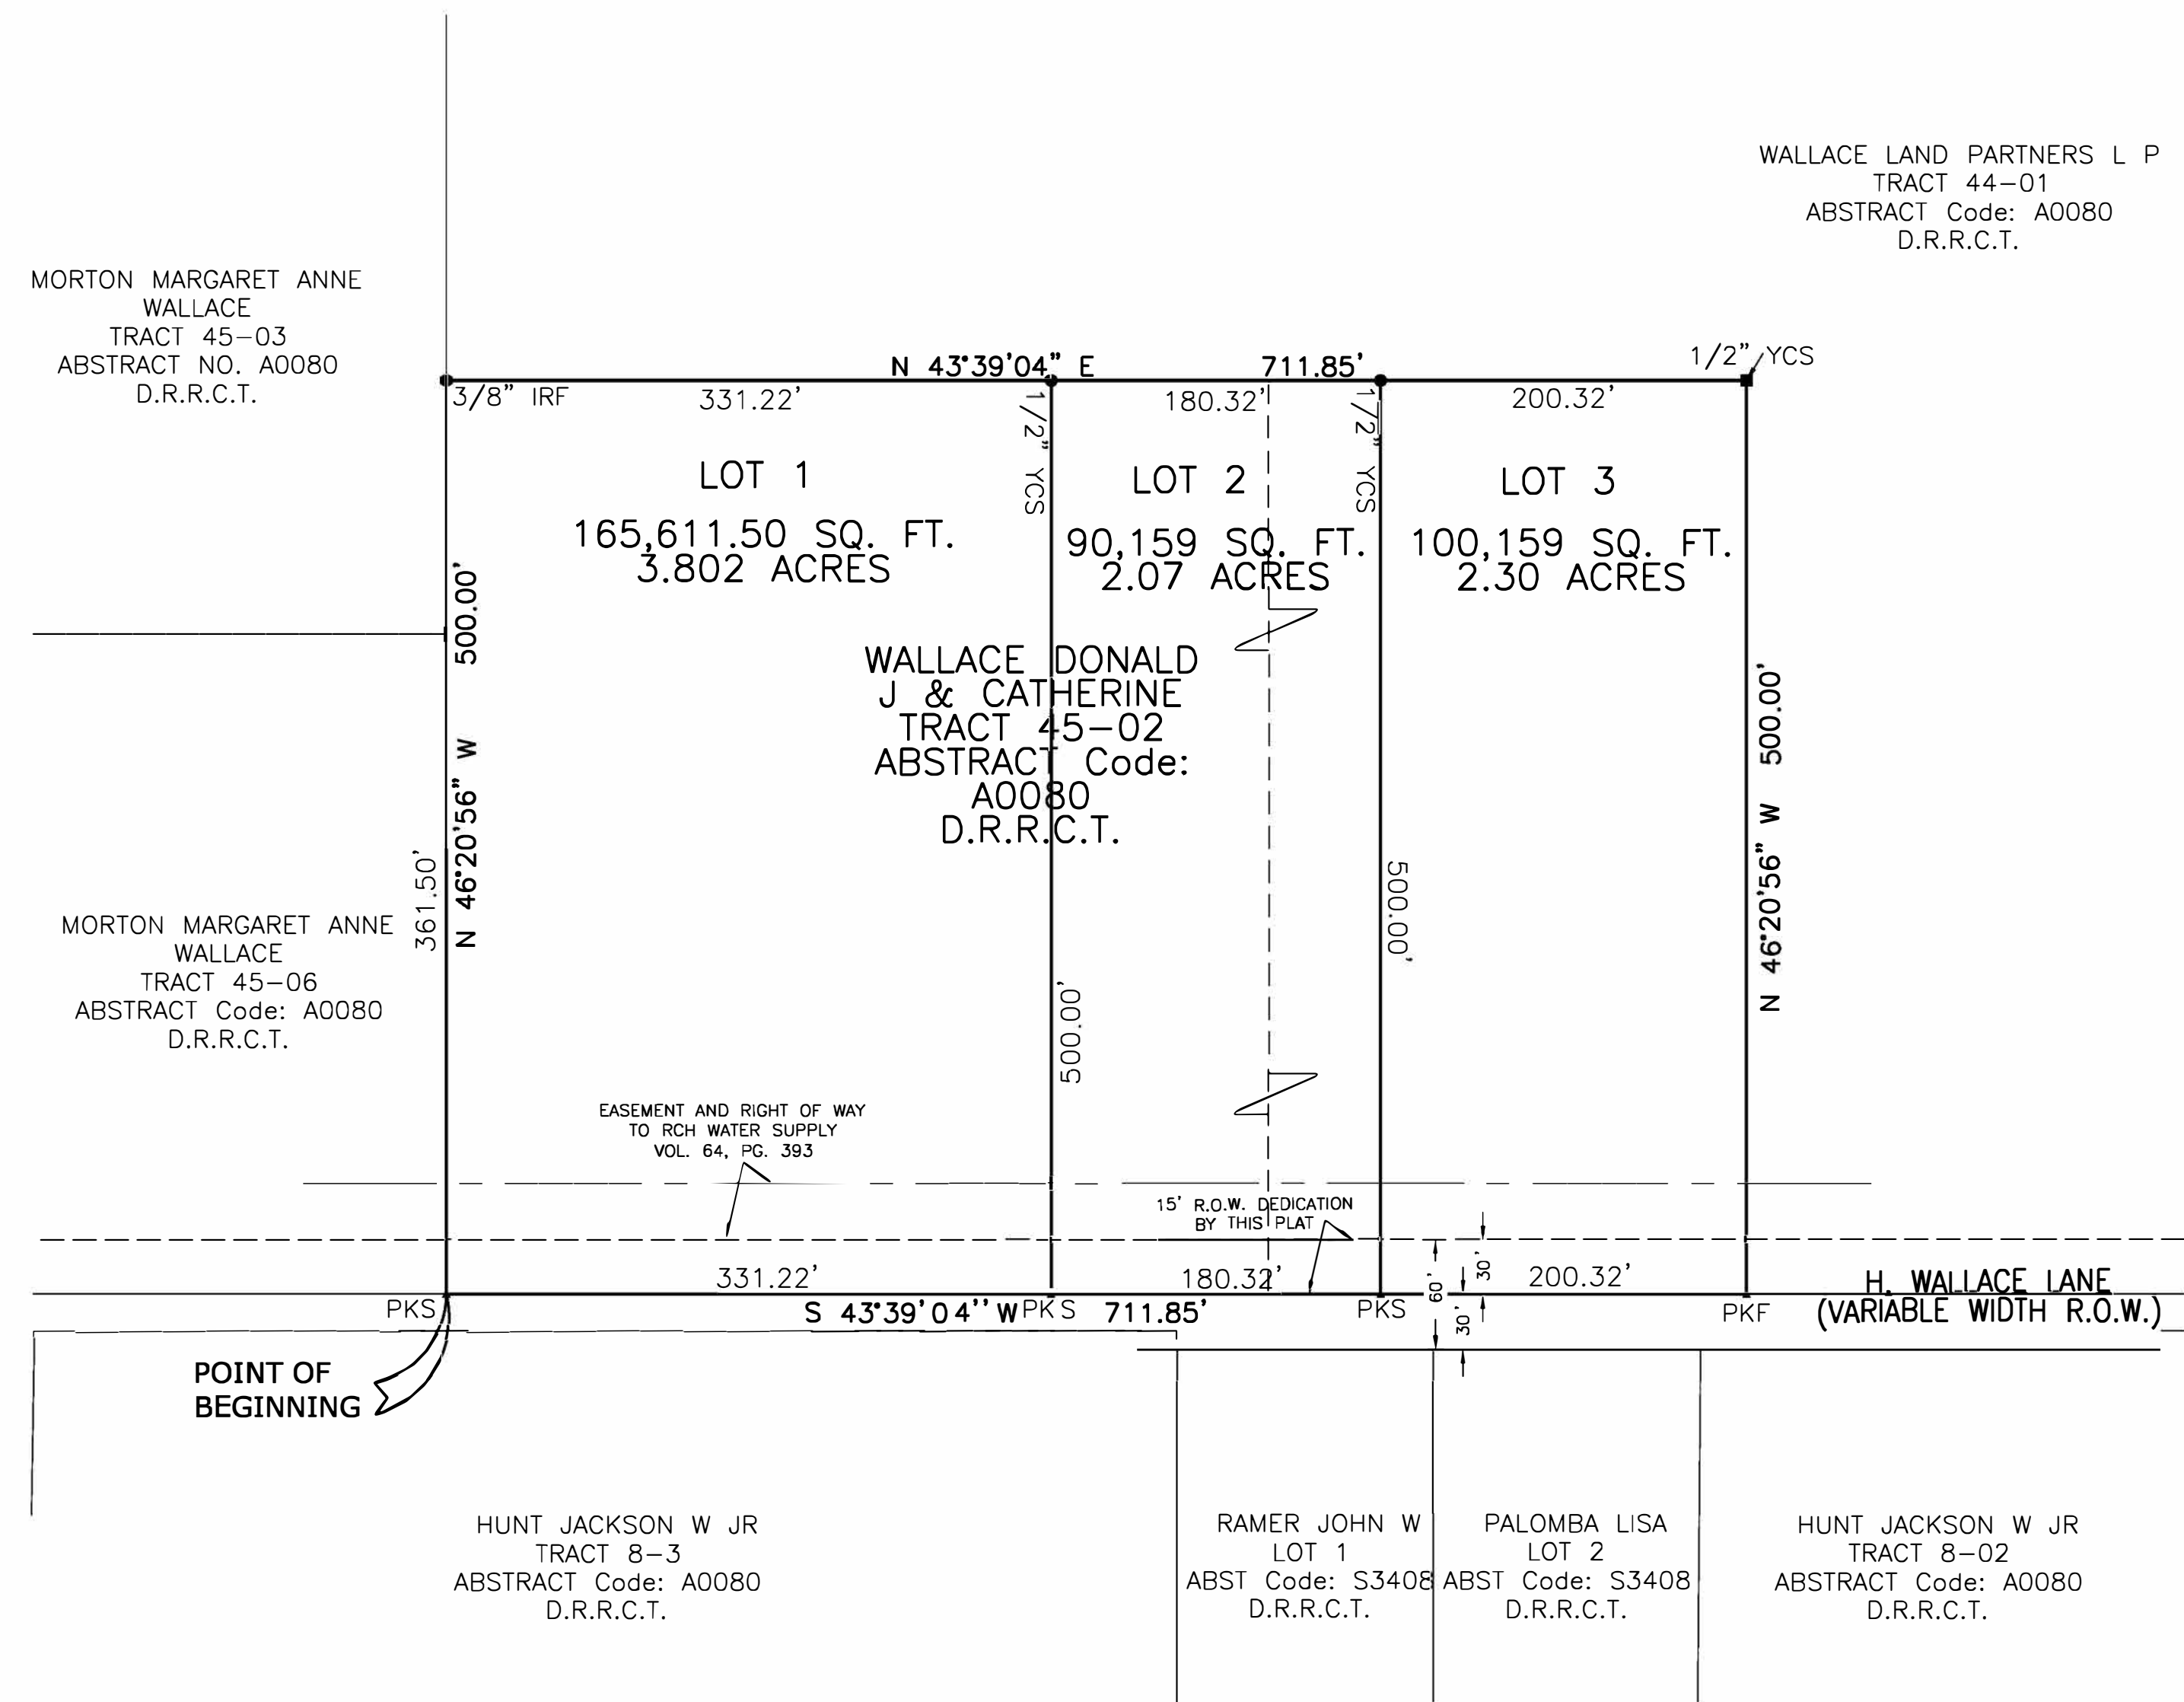 WALLACE LAND PARTNERS L P
TRACT 44-01
ABSTRACT Code: A0080
D.R.R.C.T.
MORTON MARGARET ANNE
WALLACE
TRACT 45-03
ABSTRACT NO. A0080
D.R.R.C.T.
N 43°39'04" E 711.85'
1/2" YCS
3/8" IRF
331.22'
180.32'
200.32'
1/2" YCS
1/2" YCS
LOT 1
165,611.50 SQ. FT.
3.802 ACRES
LOT 2
90,159 SQ. FT.
2.07 ACRES
LOT 3
100,159 SQ. FT.
2.30 ACRES
N 46°20'56" W 500.00'
361.50'
WALLACE DONALD
J & CATHERINE
TRACT 45-02
ABSTRACT Code:
A0080
D.R.R.C.T.
500.00'
500.00'
N 46°20'56" W 500.00'
MORTON MARGARET ANNE
WALLACE
TRACT 45-06
ABSTRACT Code: A0080
D.R.R.C.T.
EASEMENT AND RIGHT OF WAY
TO RCH WATER SUPPLY
VOL. 64, PG. 393
15' R.O.W. DEDICATION
BY THIS PLAT
331.22'
180.32'
200.32'
30'
60'
30'
H. WALLACE LANE
(VARIABLE WIDTH R.O.W.)
PKS
S 43°39'04'' W 711.85'
PKS
PKS
PKF
POINT OF
BEGINNING
HUNT JACKSON W JR
TRACT 8-3
ABSTRACT Code: A0080
D.R.R.C.T.
RAMER JOHN W
LOT 1
ABST Code: S3408
D.R.R.C.T.
PALOMBA LISA
LOT 2
ABST Code: S3408
D.R.R.C.T.
HUNT JACKSON W JR
TRACT 8-02
ABSTRACT Code: A0080
D.R.R.C.T.